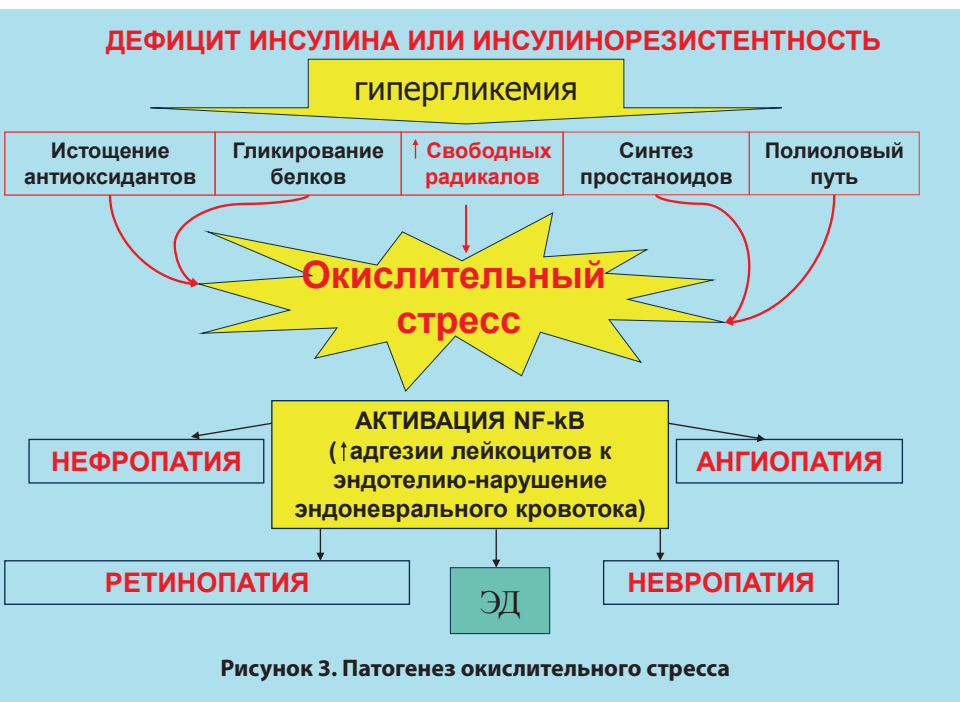 ДЕФИЦИТ ИНСУЛИНА ИЛИ ИНСУЛИНОРЕЗИСТЕНТНОСТЬ
гипергликемия
Истощение
антиоксидантов
Гликирование
белков
↑ Свободных
радикалов
Синтез
простаноидов
Полиоловый
путь
Окислительный
стресс
АКТИВАЦИЯ NF-kB
(↑адгезии лейкоцитов к
эндотелию-нарушение
эндоневрального кровотока)
НЕФРОПАТИЯ
АНГИОПАТИЯ
РЕТИНОПАТИЯ
ЭД
НЕВРОПАТИЯ
Рисунок 3. Патогенез окислительного стресса